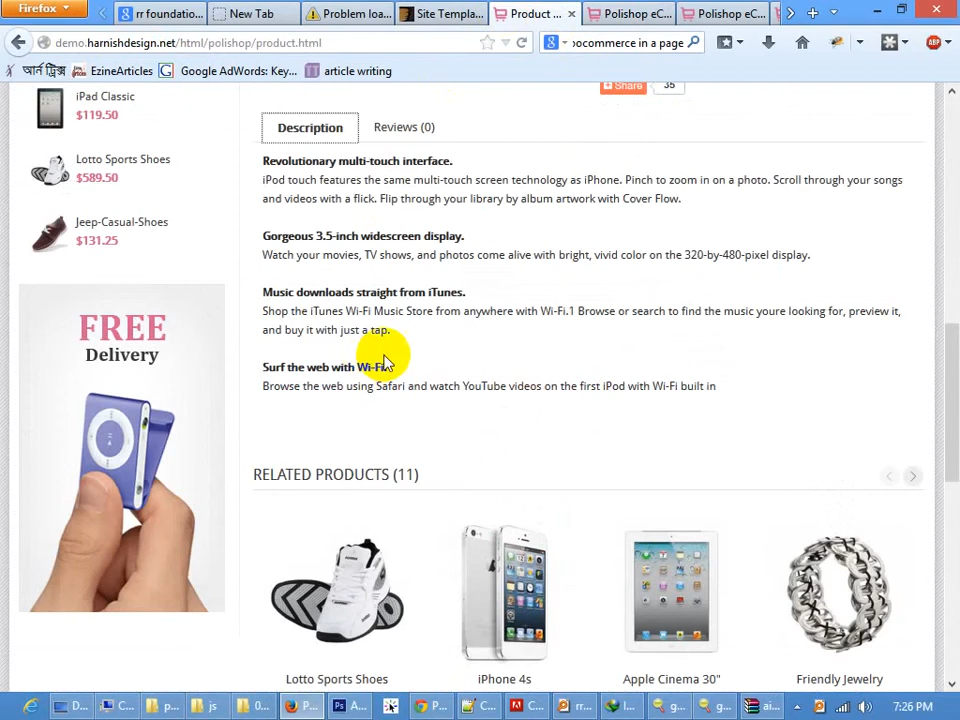 Firefox
rr foundatio...
New Tab
Problem loa...
Site Templa...
Product ...
Polishop eC...
Polishop eC...
demo.harnishdesign.net/html/polishop/product.html
oocommerce in a page
ABP
আর্ন ট্রিক্স
EzineArticles
Google AdWords: Key...
article writing
iPad Classic
$119.50
Lotto Sports Shoes
$589.50
Jeep-Casual-Shoes
$131.25
FREE
Delivery
Share
35
Description
Reviews (0)
Revolutionary multi-touch interface.
iPod touch features the same multi-touch screen technology as iPhone. Pinch to zoom in on a photo. Scroll through your songs
and videos with a flick. Flip through your library by album artwork with Cover Flow.
Gorgeous 3.5-inch widescreen display.
Watch your movies, TV shows, and photos come alive with bright, vivid color on the 320-by-480-pixel display.
Music downloads straight from iTunes.
Shop the iTunes Wi-Fi Music Store from anywhere with Wi-Fi.1 Browse or search to find the music youre looking for, preview it,
and buy it with just a tap.
Surf the web with Wi-Fi.
Browse the web using Safari and watch YouTube videos on the first iPod with Wi-Fi built in
RELATED PRODUCTS (11)
Lotto Sports Shoes
iPhone 4s
Apple Cinema 30"
Friendly Jewelry
D...
C...
p...
js
0...
P...
A...
P...
C...
C...
rr...
I...
g...
g...
ai...
7:26 PM